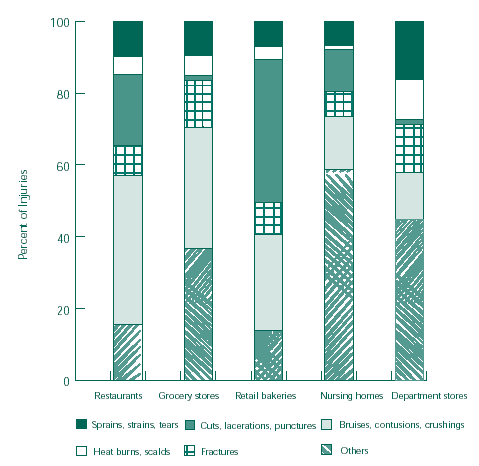 100
80
60
40
20
0
Percent of Injuries
Restaurants Grocery stores Retail bakeries Nursing homes Department stores
Sprains, strains, tears Cuts, lacerations, punctures Bruises, contusions, crushings
Heat burns, scalds Fractures Others